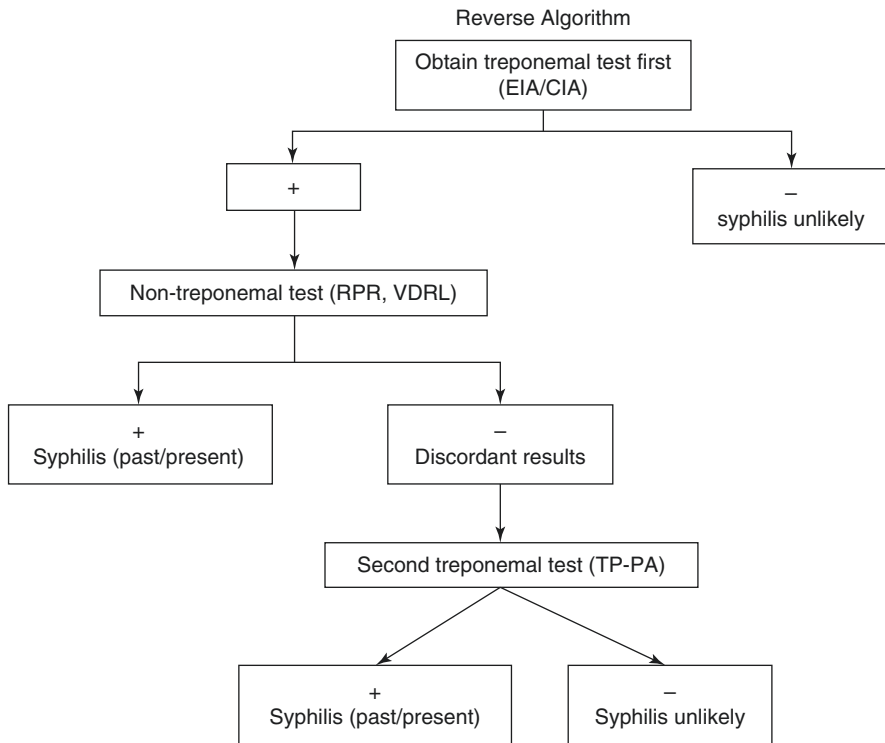 Reverse Algorithm
Obtain treponemal test first
(EIA/CIA)
+
–
syphilis unlikely
Non-treponemal test (RPR, VDRL)
+
Syphilis (past/present)
–
Discordant results
Second treponemal test (TP-PA)
+
Syphilis (past/present)
–
Syphilis unlikely